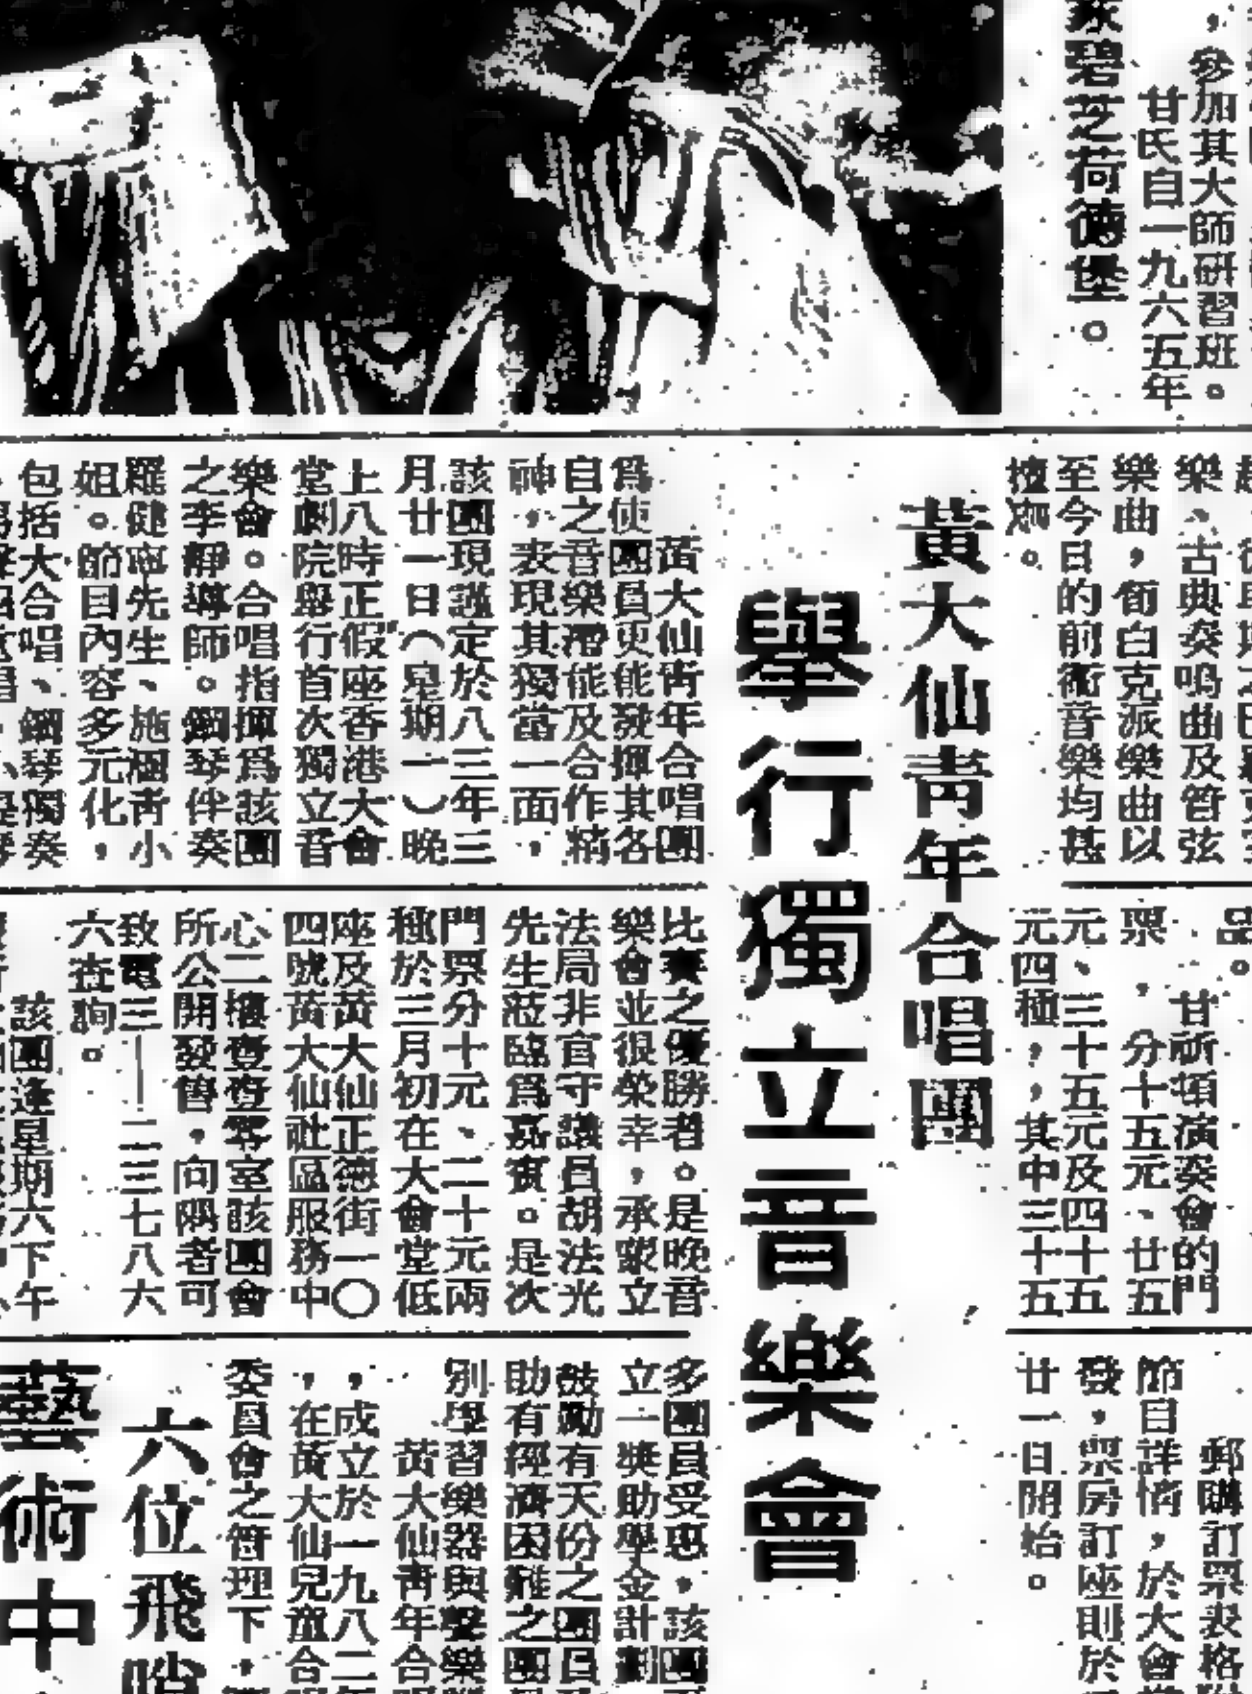 ，參加其大師研習班。
甘氏自一九六五年
碧芝荷德堡。
樂、古典奏鳴曲及管弦
樂曲，匈白克派樂曲以
至今日的前衛音樂均甚
擅
甘祈頓演奏會的門
票，分十五元、廿五
元、三十五元及四十五
元四種，其中三十五
郵購訂票表格
節目詳情，於大會
發，票房訂座則於
廿一日開始。
黃大仙靑年合唱團
舉行獨立音樂會
黃大仙靑年合唱團
爲使團員更能發揮其各
自之音樂潛能及合作精
神，表現其獨當一面，
該團現謹定於八三年三
月廿一日（星期一）晚
上八時正假座香港大會
堂劇院舉行首次獨立音
樂會。合唱指揮爲該團
之李靜導師。鋼琴伴奏
羅健寧先生、施 靑小
姐。節目內容多元化，
包括大合唱、鋼琴獨奏
比賽之優勝者。是晚音
樂會並很榮幸，承蒙立
法局非官守議員胡法光
先生蒞臨爲嘉賓。是次
門票分十元、二十元兩
種於三月初在大會堂低
座及黃大仙正德街一〇
四號黃大仙社區服務中
心二樓 室該團會
所公開發售，向隅者可
致電三—二三七八六
六查詢。
該團逢星期六下午
多團員受惠，該團
立一獎助學金計劃
鼓勵有天份之團員
助有經濟困難之團
別學習樂器與聲樂
黃大仙靑年合
，成立於一九八二年
，在黃大仙兒童合
委員會之管理下，
六位飛
藝術中